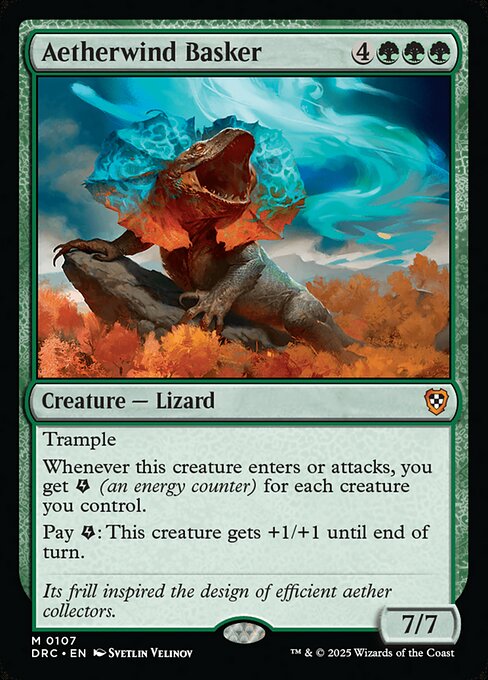 Aetherwind Basker 4
Creature — Lizard
Trample
Whenever this creature enters or attacks, you
get (an energy counter) for each creature
you control.
Pay : This creature gets +1/+1 until end of
turn.
Its frill inspired the design of efficient aether
collectors.
7/7
M 0107
DRC • EN Svetlin Velinov
™ & © 2025 Wizards of the Coast